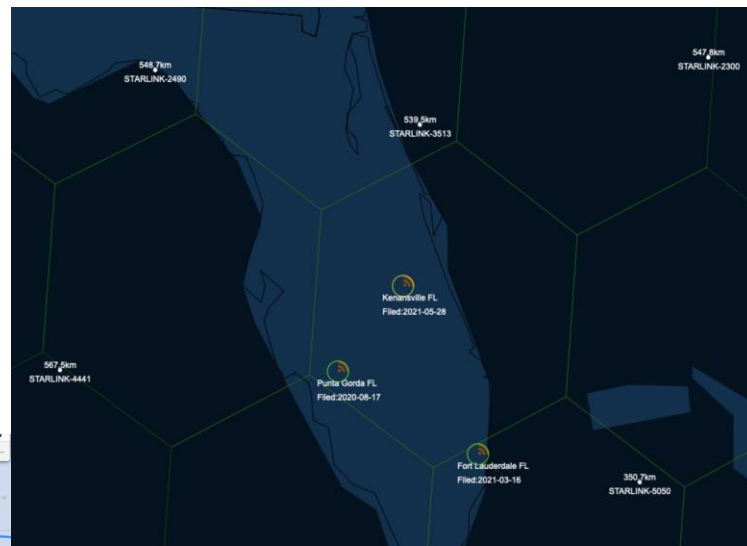 548.7km
STARLINK-2490
547.8km
STARLINK-2300
539.5km
STARLINK-3513
Kenansville FL
Filed:2021-05-28
567.5km
STARLINK-4441
Punta Gorda FL
Filed:2020-08-17
Fort Lauderdale FL
Filed:2021-03-16
350.7km
STARLINK-5050